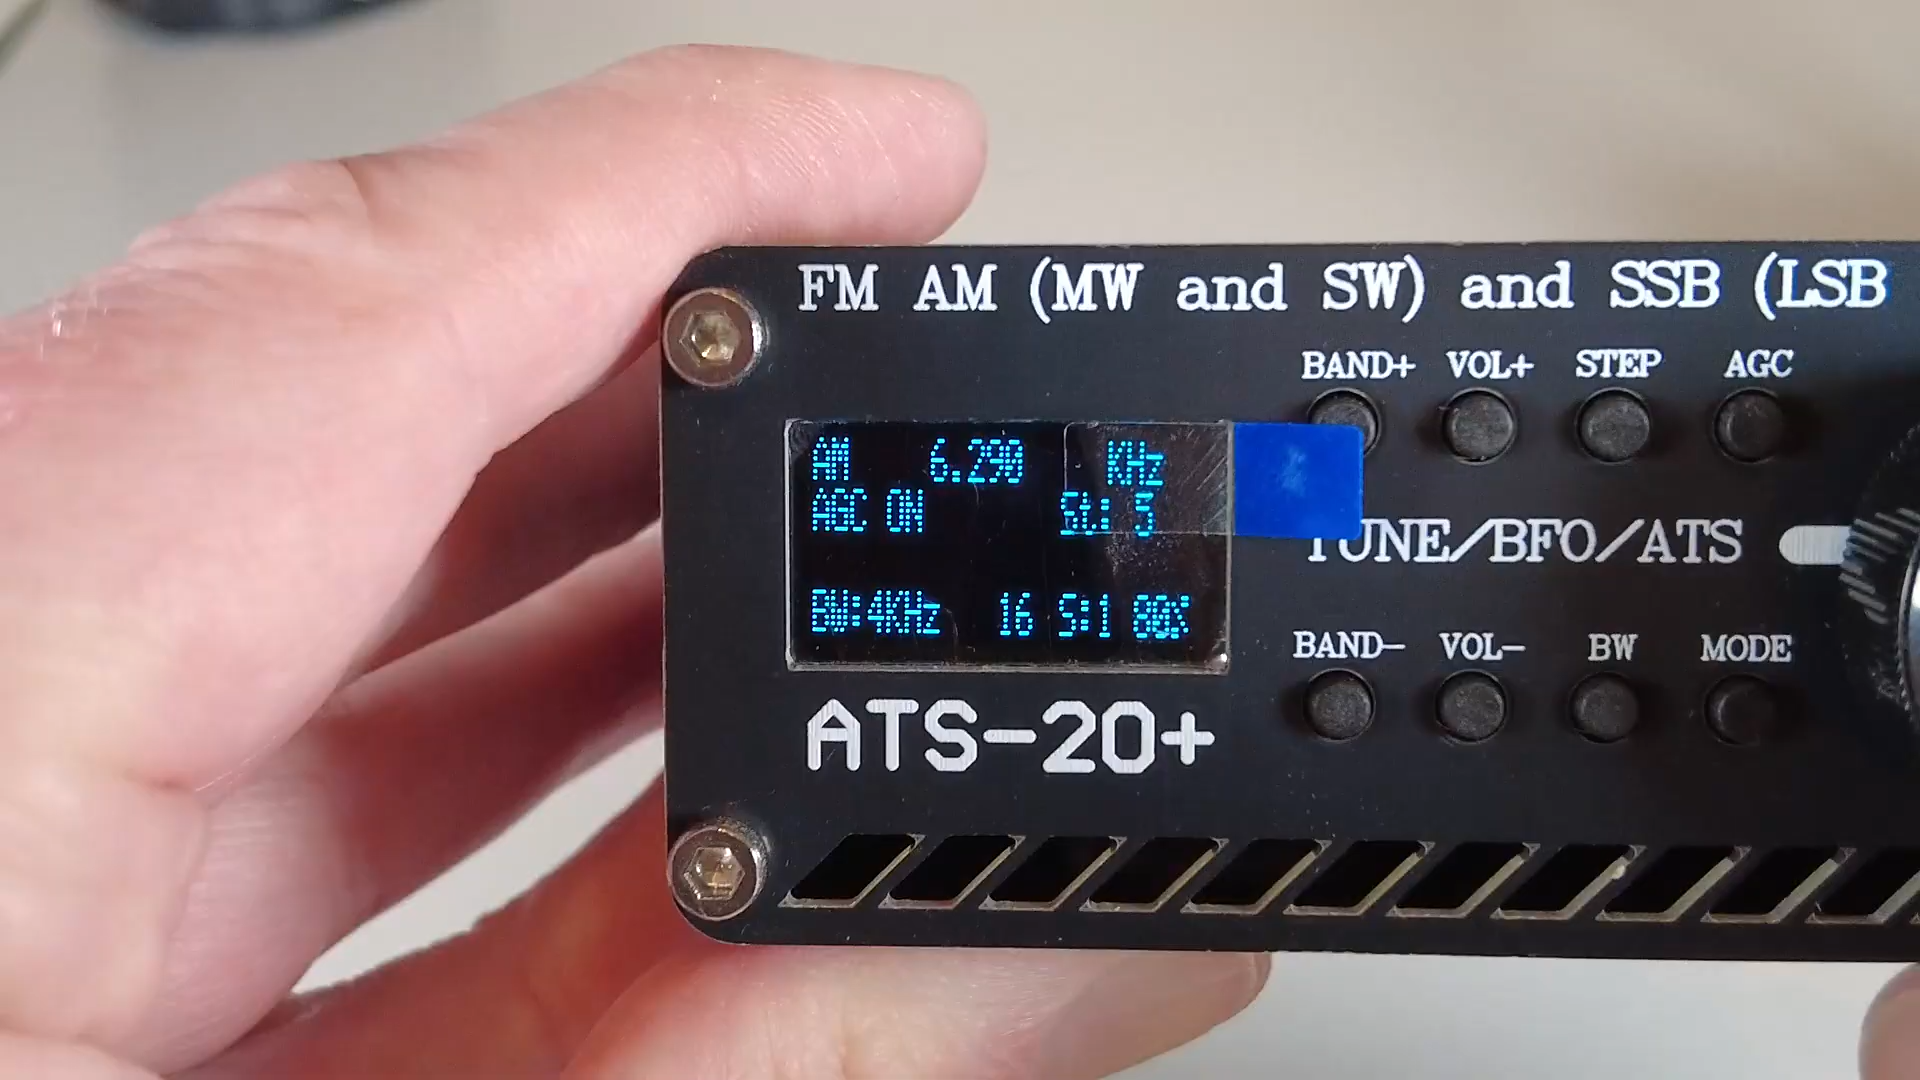 FM AM (MW and SW) and SSB (LSB
BAND+ VOL+ STEP AGC
AM 6.290 KHz
AGC ON St: 5
TUNE/BFO/ATS
BW:4KHz 16 S:1 80%
BAND- VOL- BW MODE
ATS-20+